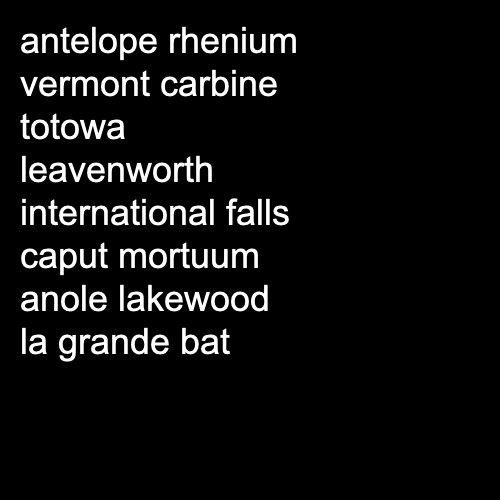 antelope rhenium
vermont carbine
totowa
leavenworth
international falls
caput mortuum
anole lakewood
la grande bat